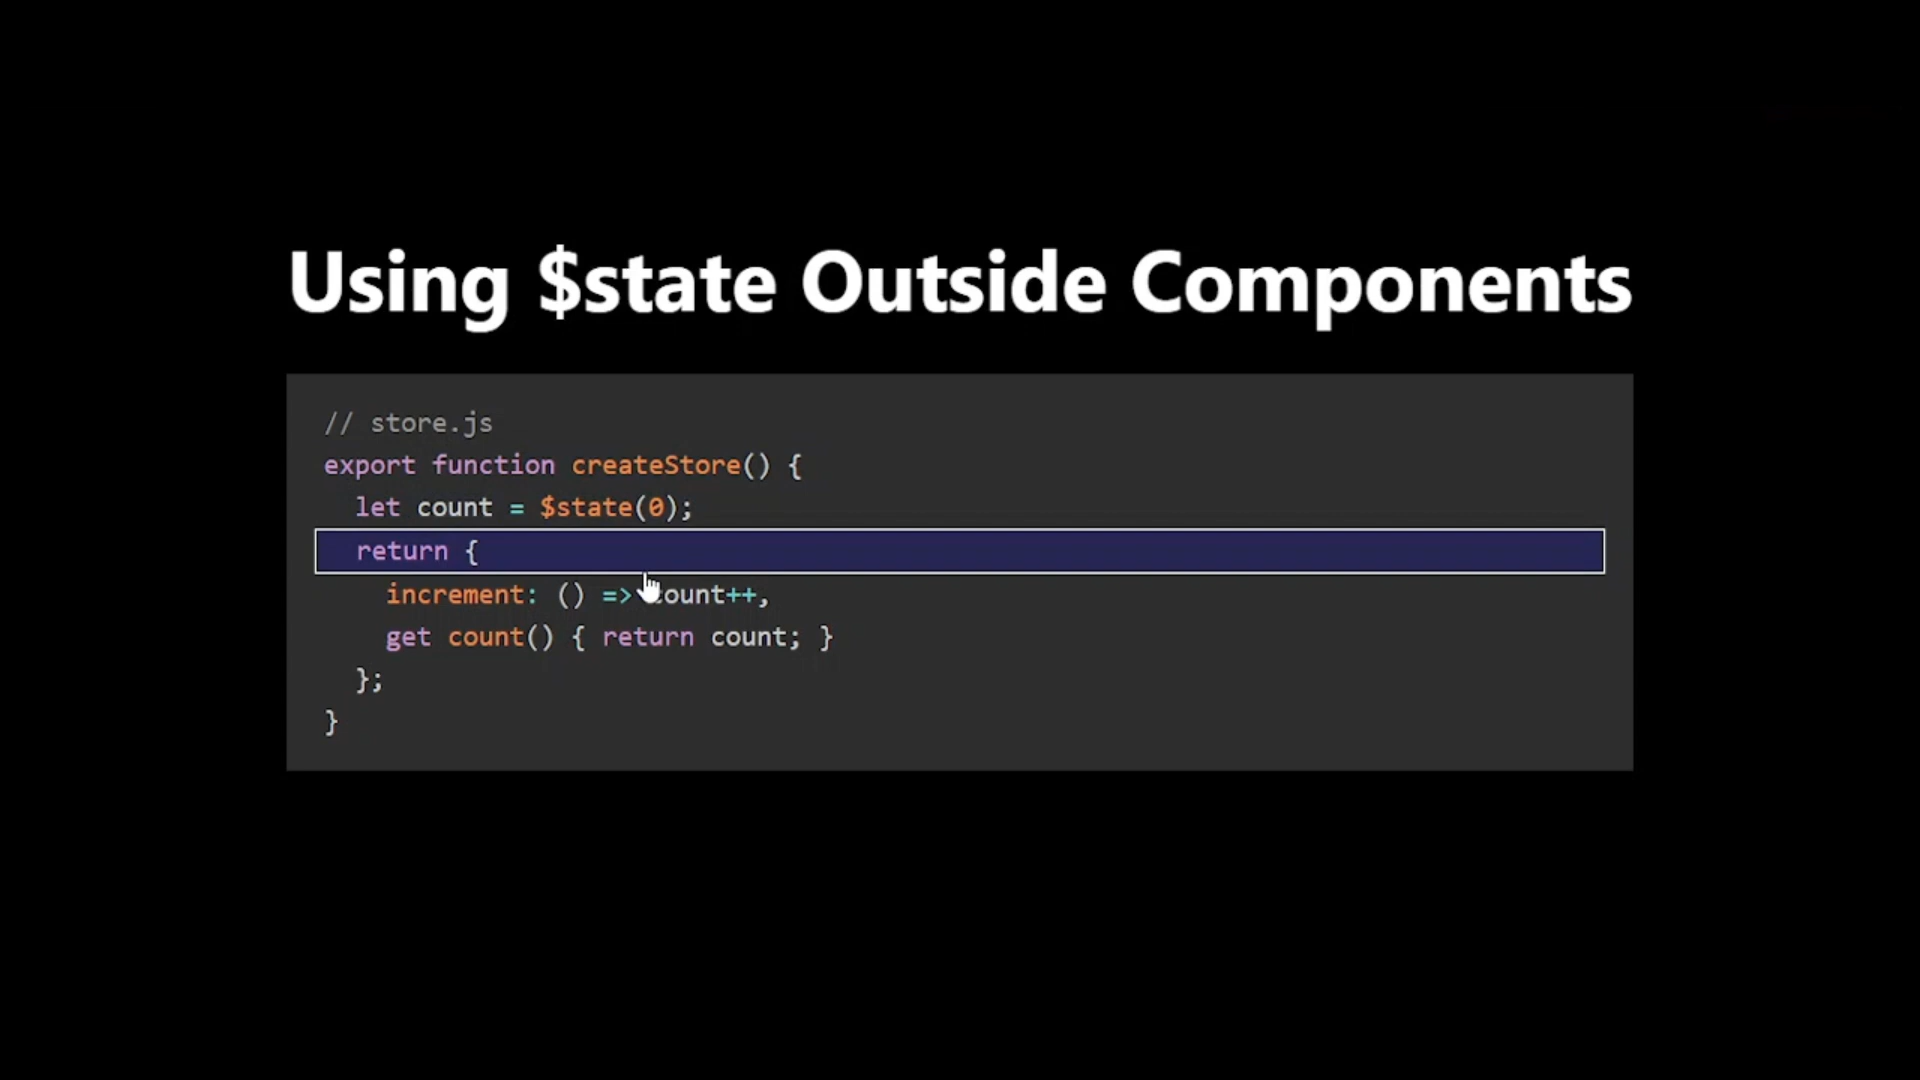 Using $state Outside Components
// store.js
export function createStore() {
let count = $state(0);
return {
increment: () => count++,
get count() { return count; }
};
}